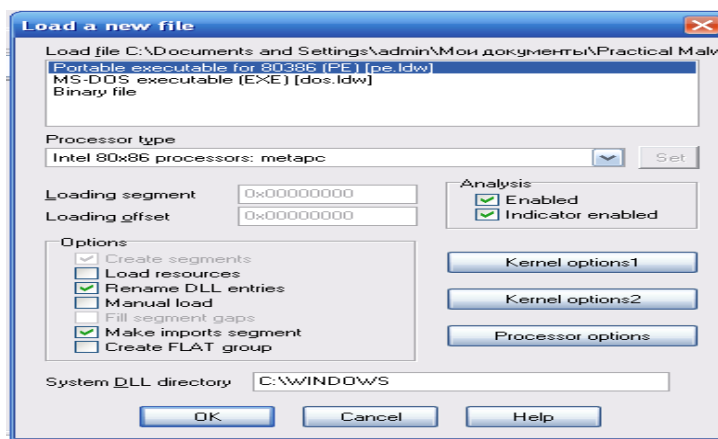 Load a new file
Load file C:\Documents and Settings\admin\Мои документы\Practical Malw
Portable executable for 80386 (PE) [pe.ldw]
MS-DOS executable (EXE) [dos.ldw]
Binary file
Processor type
Intel 80x86 processors: metapc
Set
Loading segment
0x00000000
Loading offset
0x00000000
Analysis
Enabled
Indicator enabled
Options
Create segments
Load resources
Rename DLL entries
Manual load
Fill segment gaps
Make imports segment
Create FLAT group
Kernel options1
Kernel options2
Processor options
System DLL directory
C:\WINDOWS
OK
Cancel
Help